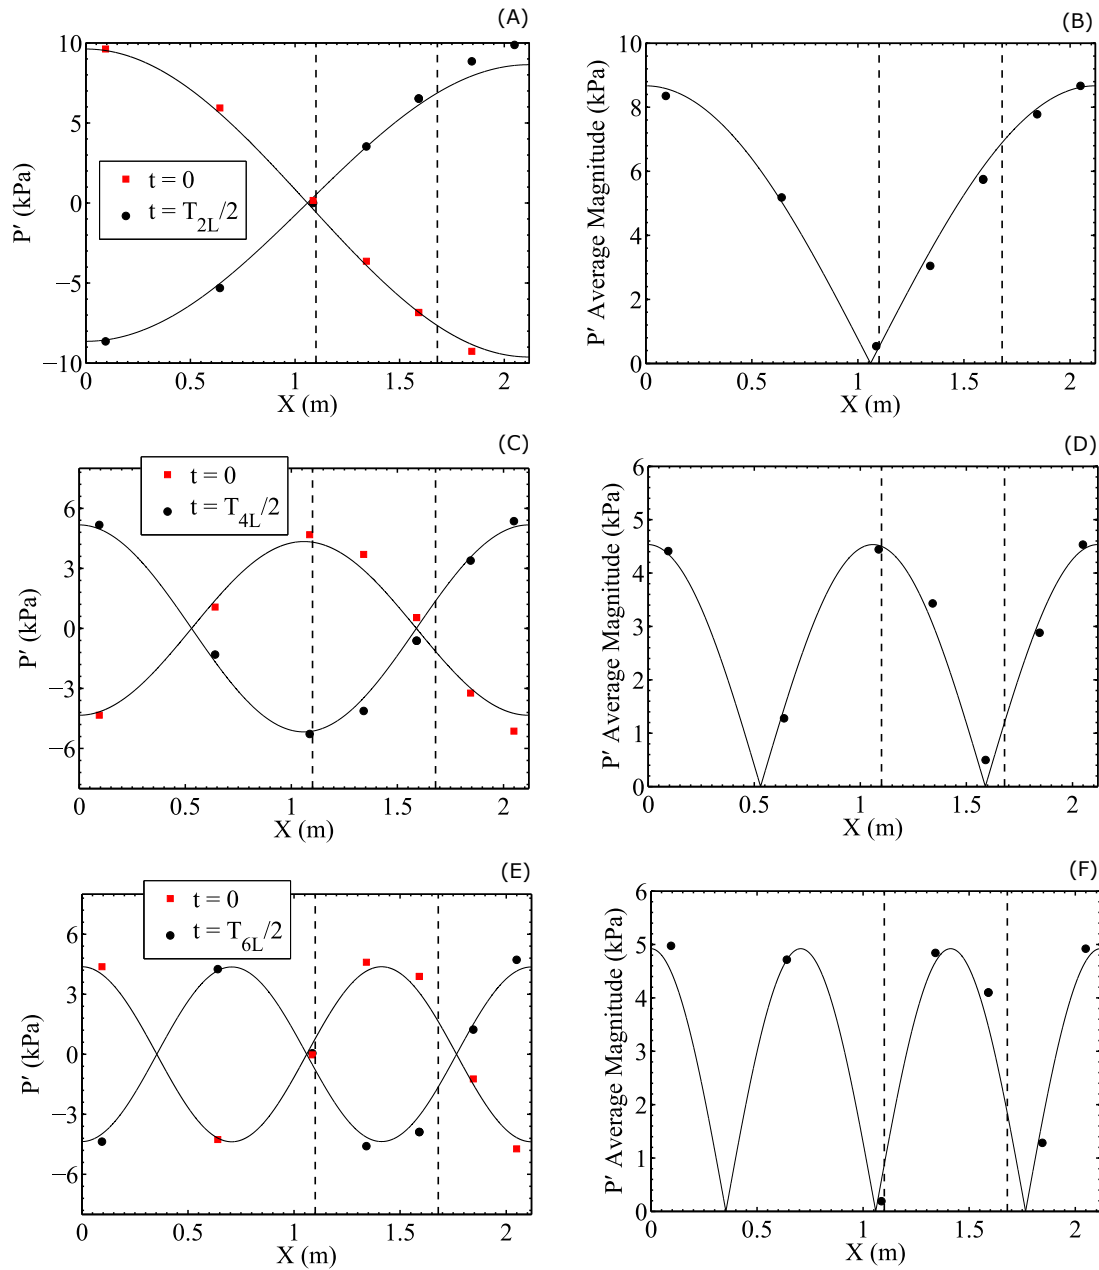 (A)
10
5
0
−5
−10
P′ (kPa)
t = 0
t = T2L/2
0
0.5
1
1.5
2
X (m)
(B)
10
8
6
4
2
0
P′ Average Magnitude (kPa)
0
0.5
1
1.5
2
X (m)
(C)
6
3
0
−3
−6
P′ (kPa)
t = 0
t = T4L/2
0
0.5
1
1.5
2
X (m)
(D)
6
5
4
3
2
1
0
P′ Average Magnitude (kPa)
0
0.5
1
1.5
2
X (m)
(E)
6
3
0
−3
−6
P′ (kPa)
t = 0
t = T6L/2
0
0.5
1
1.5
2
X (m)
(F)
6
5
4
3
2
1
0
P′ Average Magnitude (kPa)
0
0.5
1
1.5
2
X (m)